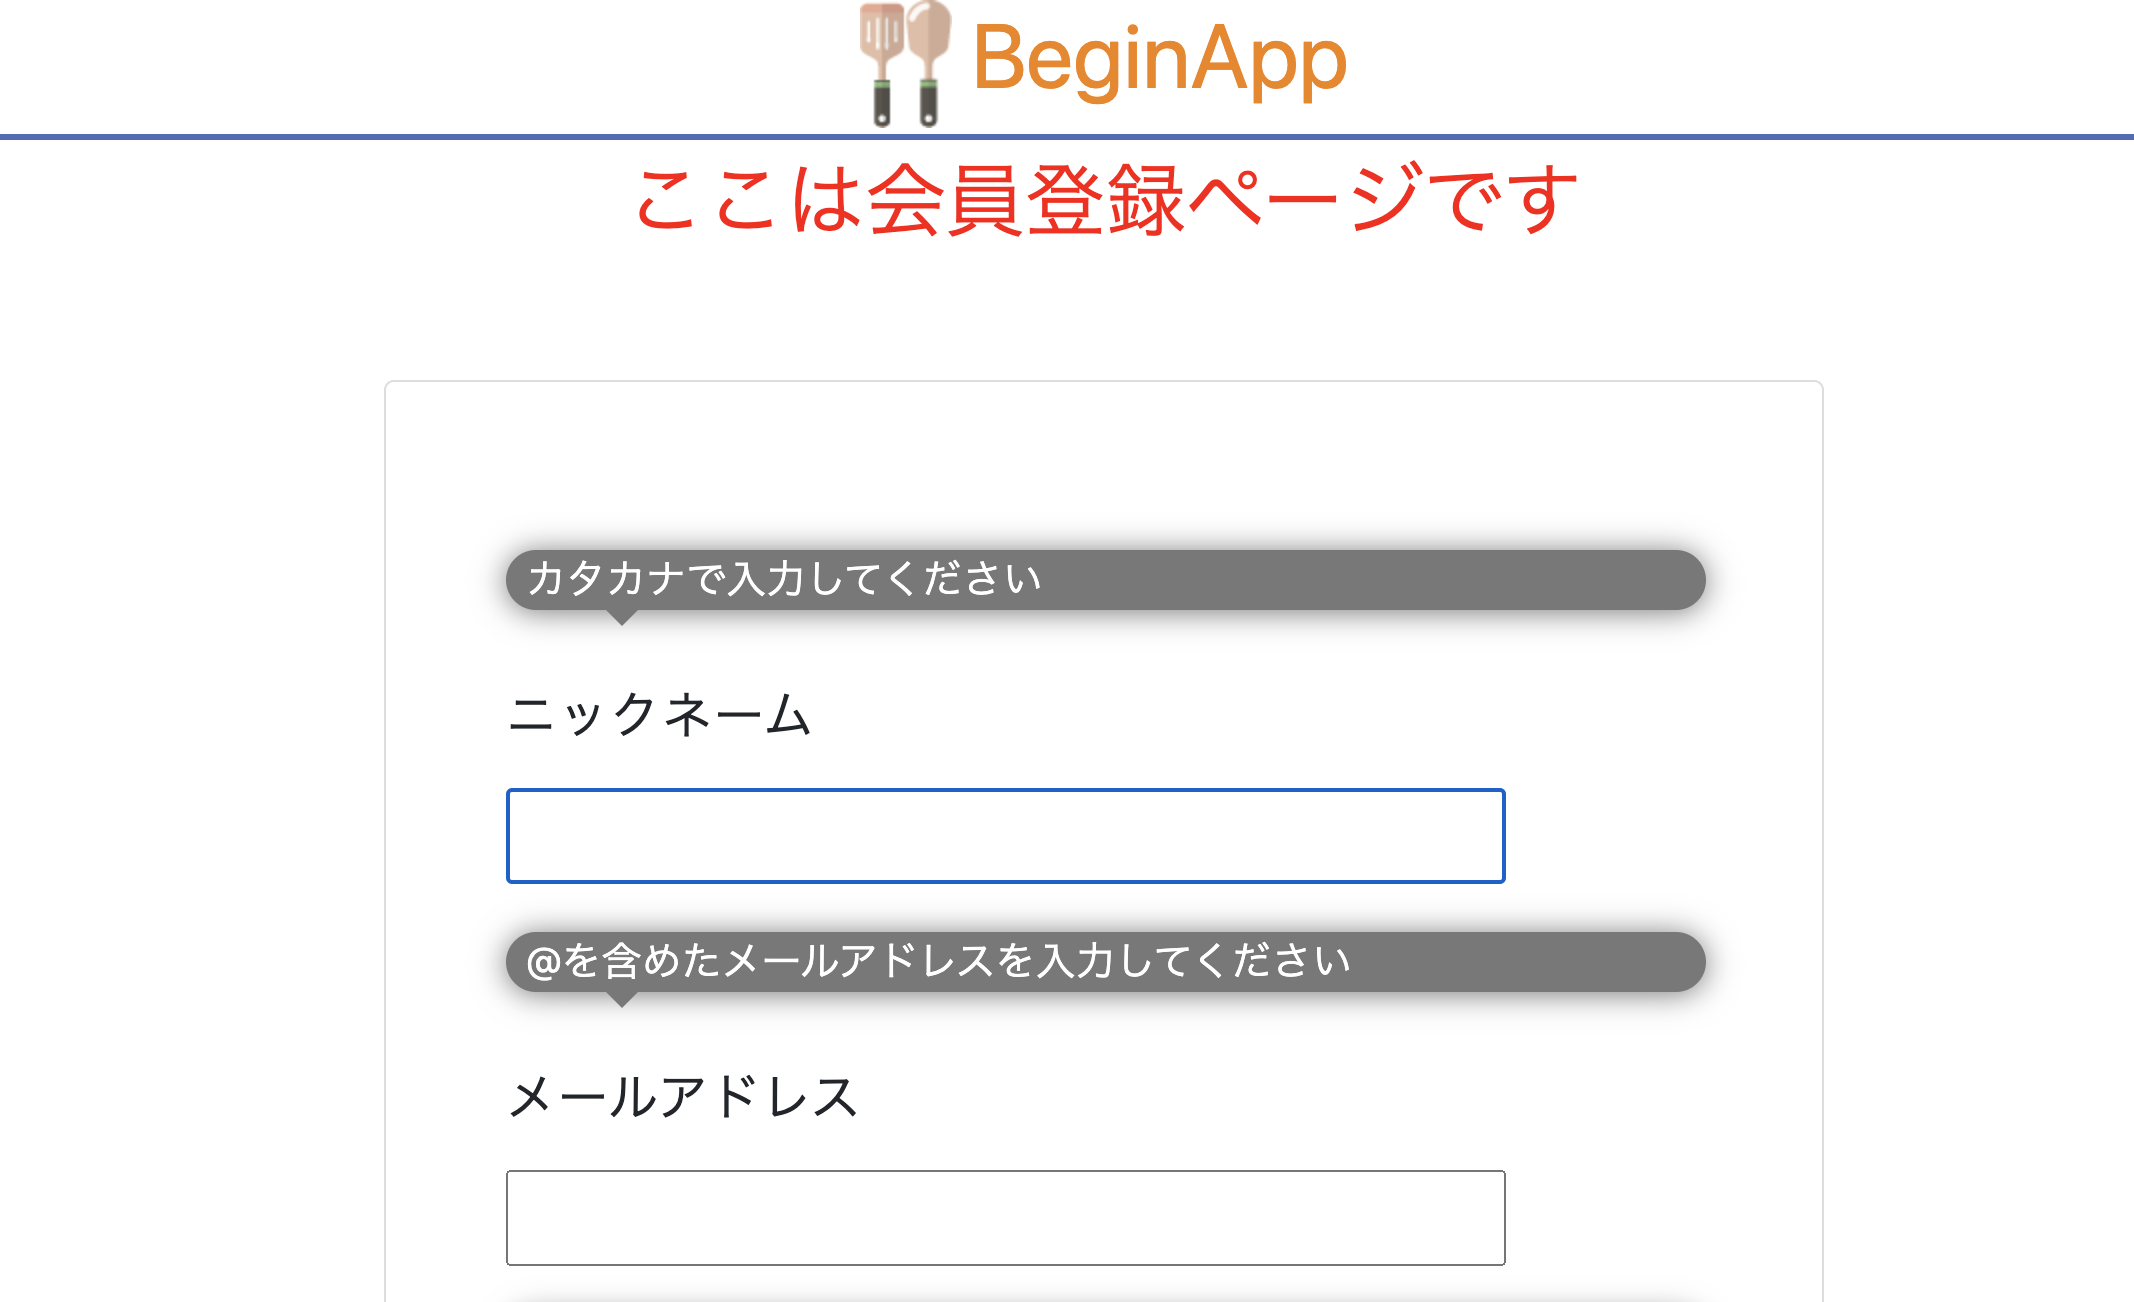 BeginApp
ここは会員登録ページです
カタカナで入力してください
ニックネーム
@を含めたメールアドレスを入力してください
メールアドレス